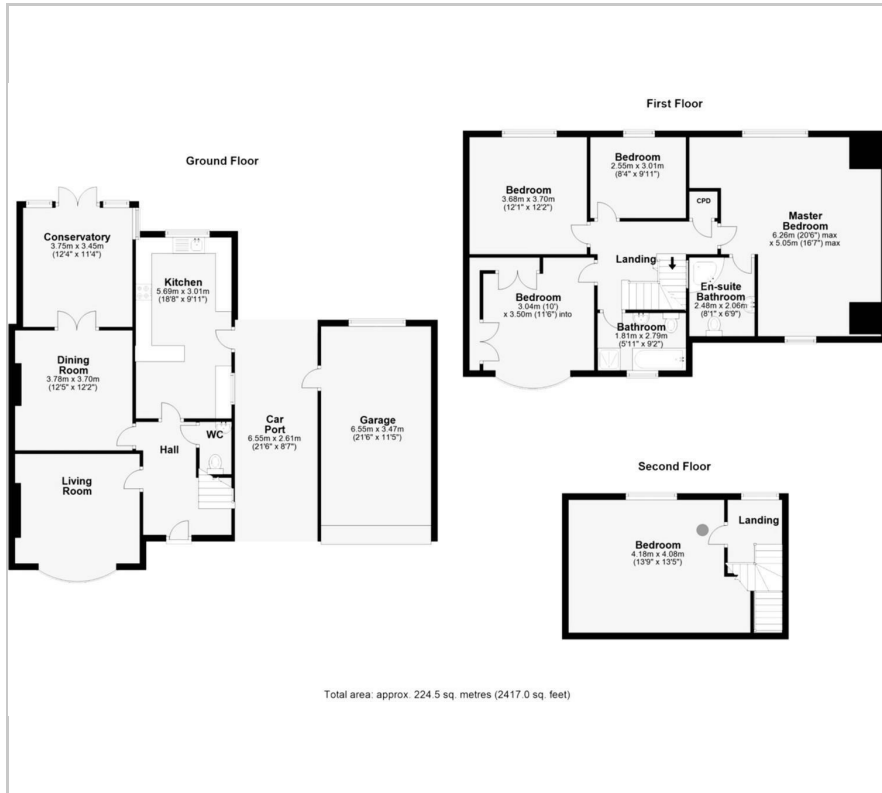 Ground Floor
Conservatory
3.75m x 3.45m
(12'4" x 11'4")
Kitchen
5.69m x 3.01m
(18'8" x 9'11")
Dining
Room
3.78m x 3.70m
(12'5" x 12'2")
Hall
WC
Living
Room
Car
Port
6.55m x 2.61m
(21'6" x 8'7")
Garage
6.55m x 3.47m
(21'6" x 11'5")
First Floor
Bedroom
3.68m x 3.70m
(12'1" x 12'2")
Bedroom
2.55m x 3.01m
(8'4" x 9'11")
CPD
Master
Bedroom
6.26m (20'6") max
x 5.05m (16'7") max
Landing
En-suite
Bathroom
2.48m x 2.06m
(8'1" x 6'9")
Bedroom
3.04m (10')
x 3.50m (11'6") into
Bathroom
1.81m x 2.79m
(5'11" x 9'2")
Second Floor
Landing
Bedroom
4.18m x 4.08m
(13'9" x 13'5")
Total area: approx. 224.5 sq. metres (2417.0 sq. feet)